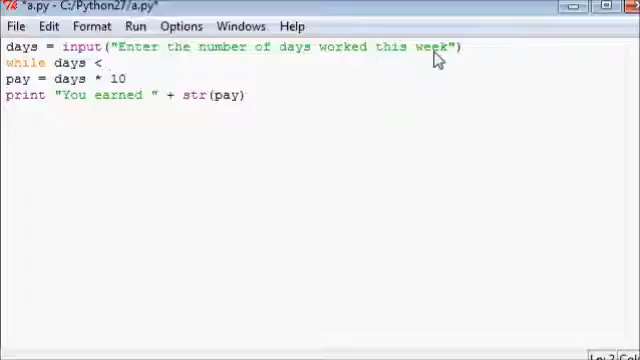 *a.py - C:/Python27/a.py*
File Edit Format Run Options Windows Help
days = input("Enter the number of days worked this week")
while days <
pay = days * 10
print "You earned " + str(pay)